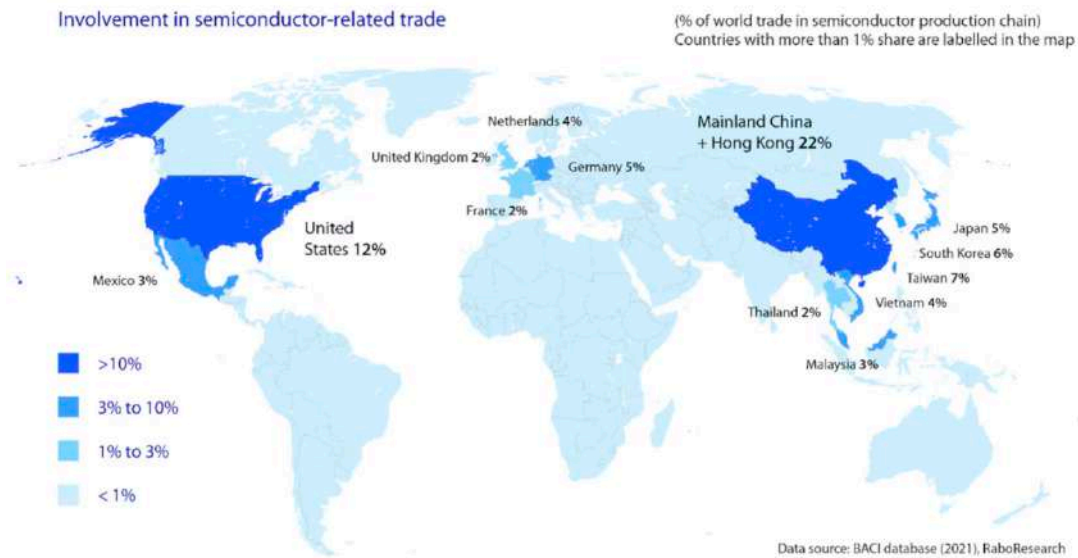 Involvement in semiconductor-related trade
(% of world trade in semiconductor production chain)
Countries with more than 1% share are labelled in the map
Netherlands 4%
Mainland China
+ Hong Kong 22%
United Kingdom 2%
Germany 5%
France 2%
United
States 12%
Japan 5%
South Korea 6%
Mexico 3%
Taiwan 7%
Vietnam 4%
Thailand 2%
Malaysia 3%
>10%
3% to 10%
1% to 3%
< 1%
Data source: BACI database (2021), RaboResearch